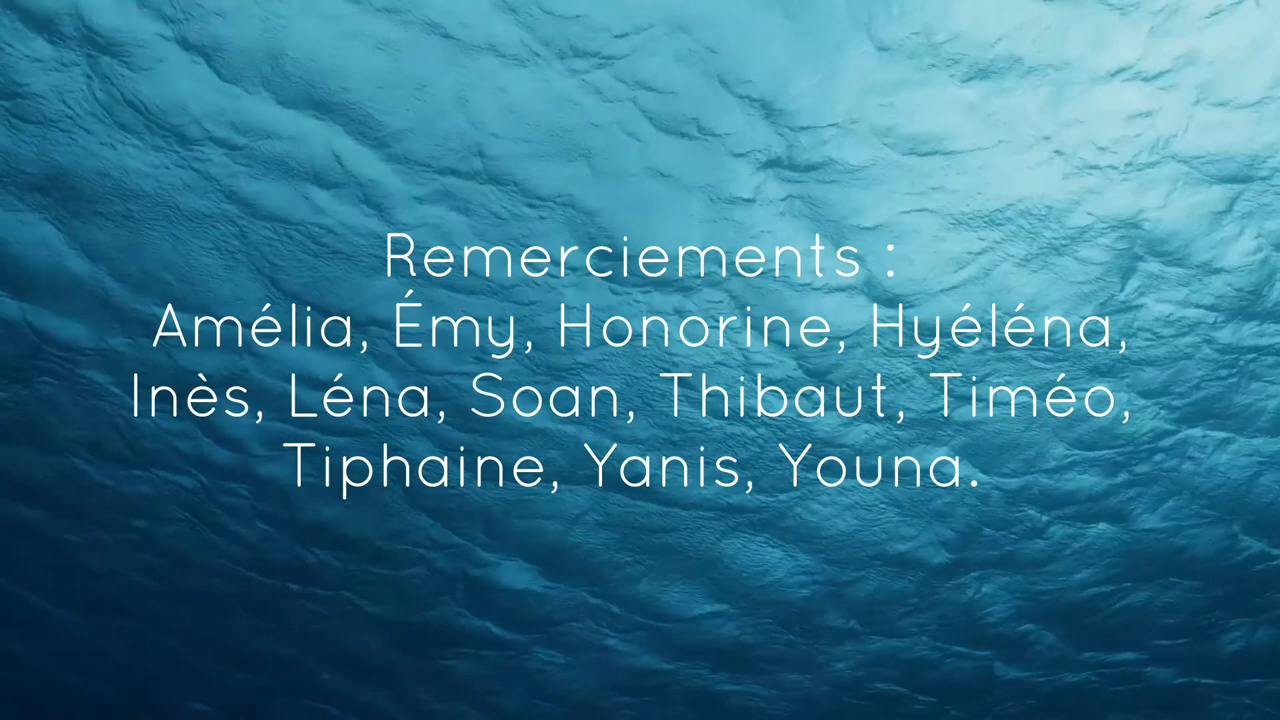 Remerciements :
Amélia, Émy, Honorine, Hyéléna,
Inès, Léna, Soan, Thibaut, Timéo,
Tiphaine, Yanis, Youna.